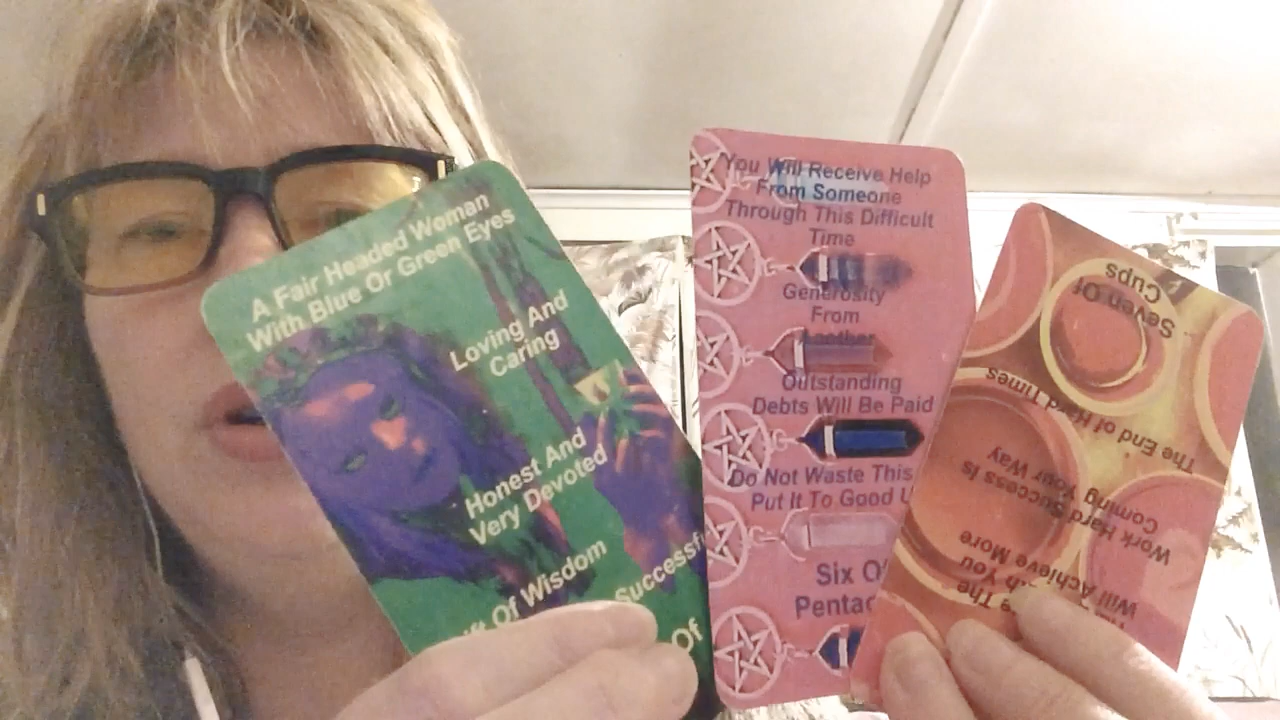 A Fair Headed Woman
With Blue Or Green Eyes
Loving And
Caring
Honest And
Very Devoted
Of Wisdom
Of
You Will Receive Help
From Someone
Through This Difficult
Time
Generosity
From
Another
Outstanding
Debts Will Be Paid
Do Not Waste This
Put It To Good
Six
Seven Of
Cups
The End of Hard Times
Work Hard Success Is
Coming Your Way
The
You
Will Achieve More